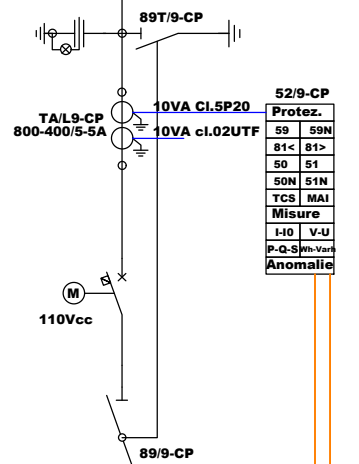 89T/9-CP
52/9-CP
10VA Cl.5P20
TA/L9-CP
800-400/5-5A
10VA cl.02UTF
Protez.
59 59N
81< 81>
50 51
50N 51N
TCS MAI
Misure
I-I0 V-U
P-Q-S Wh-Varh
Anomalie
M
110Vcc
89/9-CP